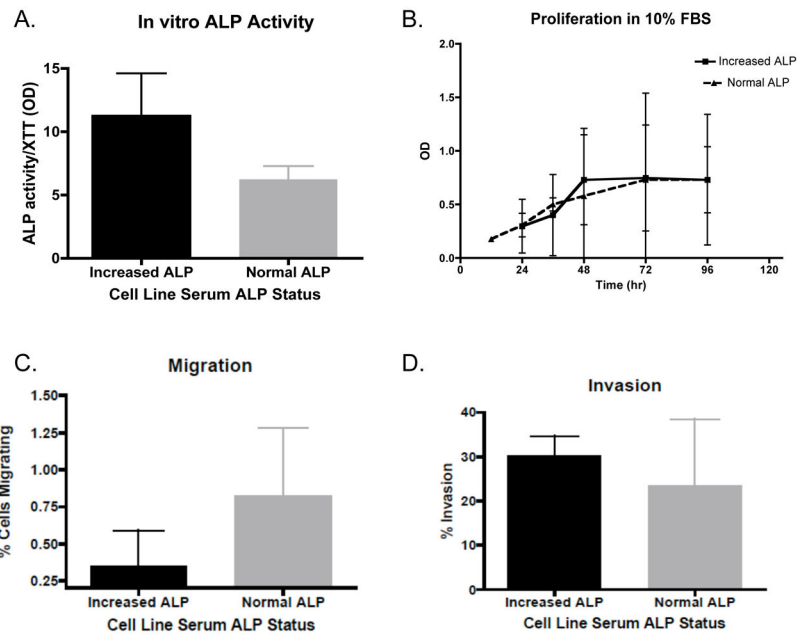 A.
In vitro ALP Activity
ALP activity/XTT (OD)
15
10
5
0
Increased ALP
Normal ALP
Cell Line Serum ALP Status
B.
Proliferation in 10% FBS
OD
2.0
1.5
1.0
0.5
0.0
0
24
48
72
96
120
Time (hr)
Increased ALP
Normal ALP
C.
Migration
% Cells Migrating
1.50
1.25
1.00
0.75
0.50
0.25
Increased ALP
Normal ALP
Cell Line Serum ALP Status
D.
Invasion
% Invasion
40
30
20
10
0
Increased ALP
Normal ALP
Cell Line Serum ALP Status